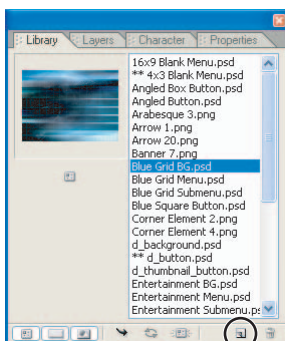 Library Layers Character Properties
16x9 Blank Menu.psd
** 4x3 Blank Menu.psd
Angled Box Button.psd
Angled Button.psd
Arabesque 3.png
Arrow 1.png
Arrow 20.png
Banner 7.png
Blue Grid BG.psd
Blue Grid Menu.psd
Blue Grid Submenu.psd
Blue Square Button.psd
Corner Element 2.png
Corner Element 4.png
d_background.psd
** d_button.psd
d_thumbnail_button.psd
Entertainment BG.psd
Entertainment Menu.psd
Entertainment Submenu.ps